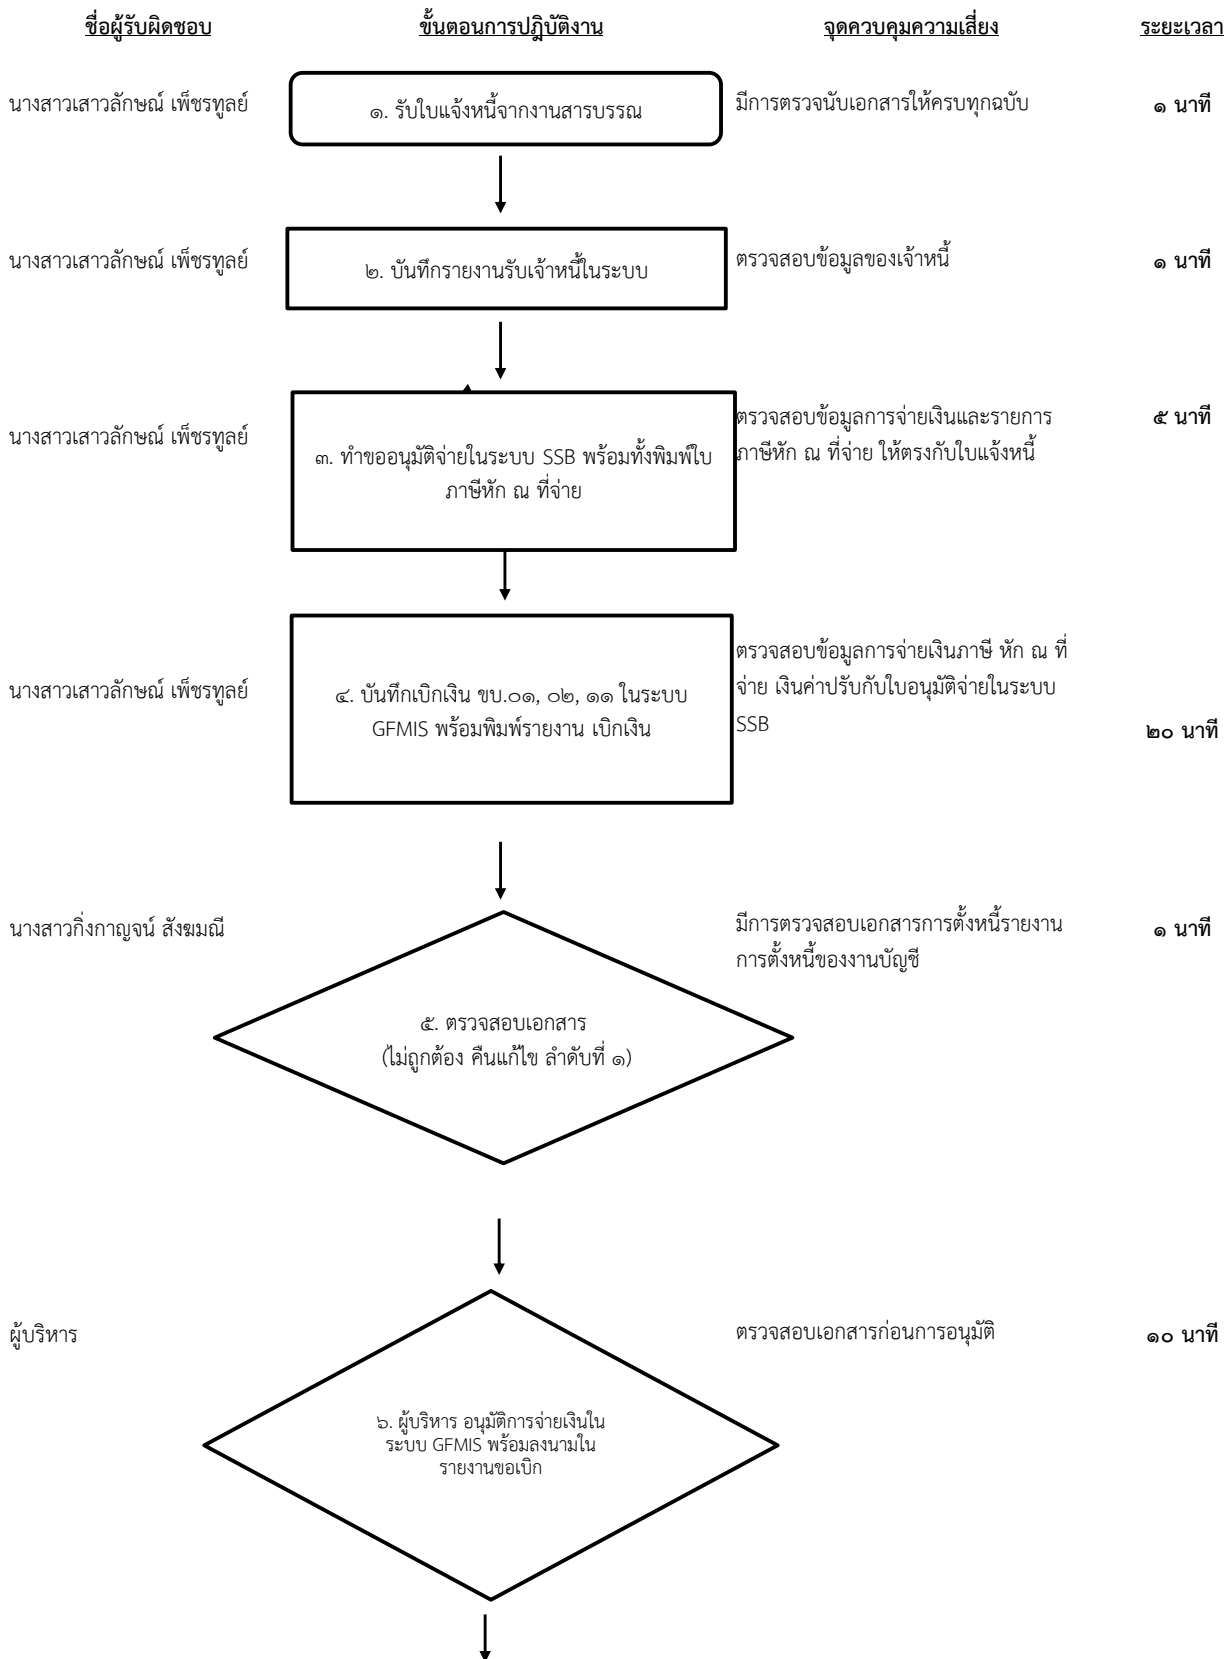 ชื่อผู้รับผิดชอบ ขั้นตอนการปฎิบัติงาน จุดควบคุมความเสี่ยง ระยะเวลา
นางสาวเสาวลักษณ์ เพ็ชรทูลย์ ๑. รับใบแจ้งหนี้จากงานสารบรรณ มีการตรวจนับเอกสารให้ครบทุกฉบับ ๑ นาที
นางสาวเสาวลักษณ์ เพ็ชรทูลย์ ๒. บันทึกรายงานรับเจ้าหนี้ในระบบ ตรวจสอบข้อมูลของเจ้าหนี้ ๑ นาที
นางสาวเสาวลักษณ์ เพ็ชรทูลย์
๓. ทำขออนุมัติจ่ายในระบบ SSB พร้อมทั้งพิมพ์ใบ
ภาษีหัก ณ ที่จ่าย
ตรวจสอบข้อมูลการจ่ายเงินและรายการ
ภาษีหัก ณ ที่จ่าย ให้ตรงกับใบแจ้งหนี้
๕ นาที
นางสาวเสาวลักษณ์ เพ็ชรทูลย์
๔. บันทึกเบิกเงิน ขบ.๐๑, ๐๒, ๑๑ ในระบบ
GFMIS พร้อมพิมพ์รายงาน เบิกเงิน
ตรวจสอบข้อมูลการจ่ายเงินภาษี หัก ณ ที่
จ่าย เงินค่าปรับกับใบอนุมัติจ่ายในระบบ
SSB
๒๐ นาที
นางสาวกิ่งกาญจน์ สังฆมณี
๕. ตรวจสอบเอกสาร
(ไม่ถูกต้อง คืนแก้ไข ลำดับที่ ๑)
มีการตรวจสอบเอกสารการตั้งหนี้รายงาน
การตั้งหนี้ของงานบัญชี
๑ นาที
ผู้บริหาร
๖. ผู้บริหาร อนุมัติการจ่ายเงินใน
ระบบ GFMIS พร้อมลงนามใน
รายงานขอเบิก
ตรวจสอบเอกสารก่อนการอนุมัติ
๑๐ นาที